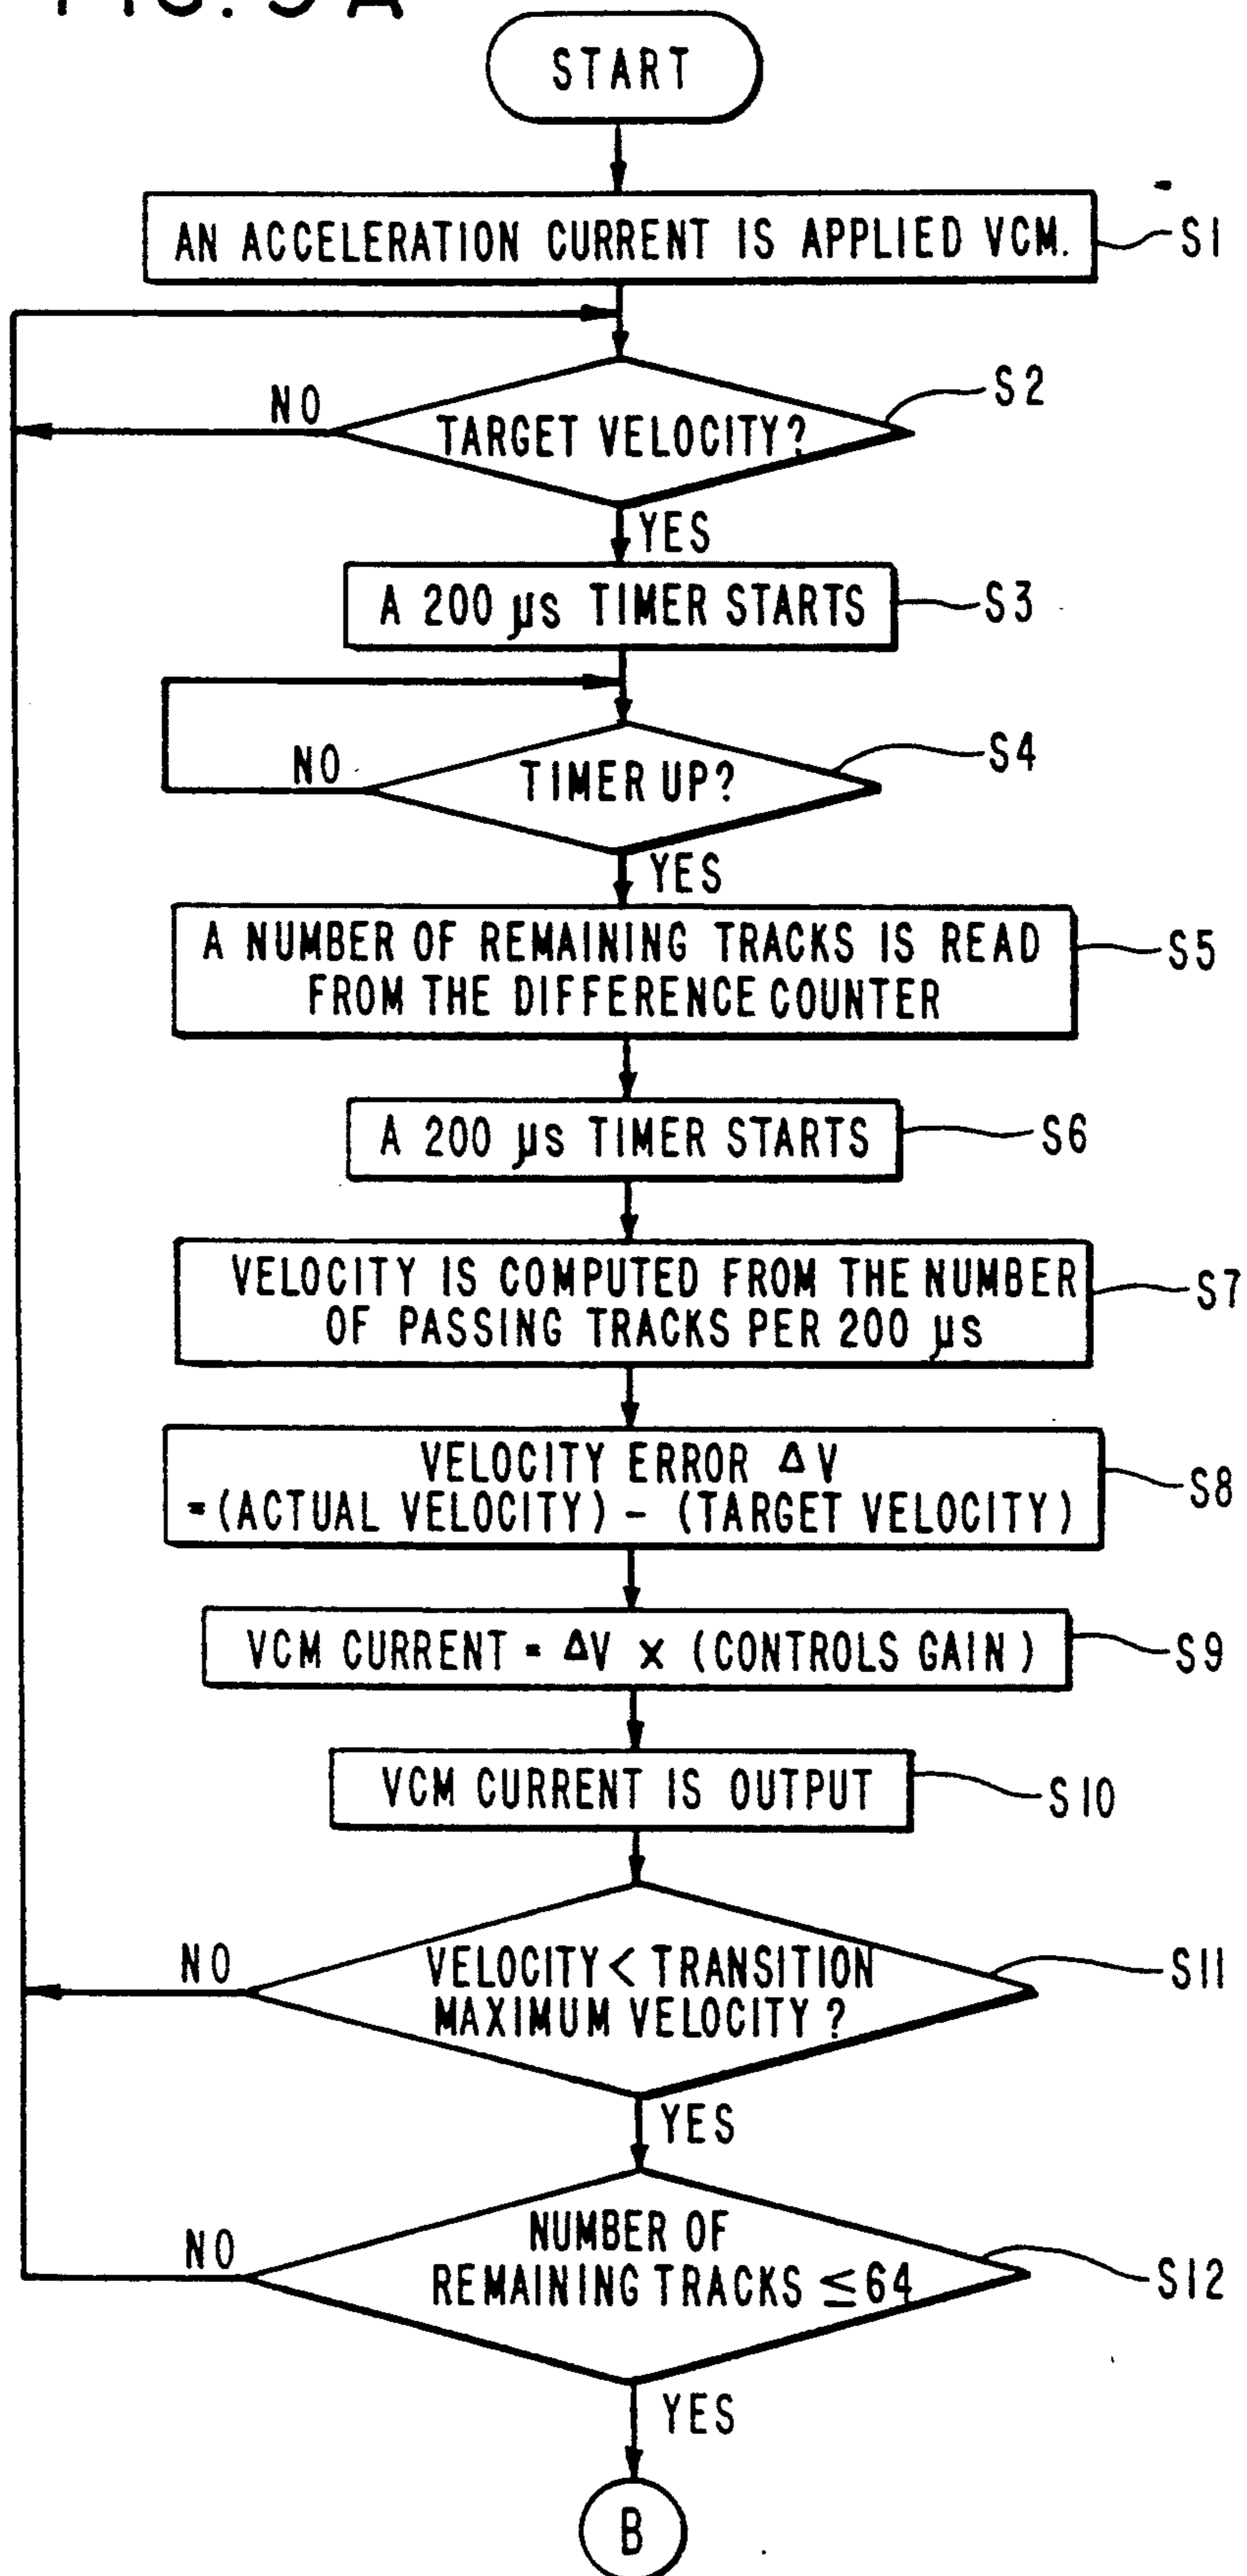 FIG. 9A
START
AN ACCELERATION CURRENT IS APPLIED VCM.
S1
S2
NO
TARGET VELOCITY?
YES
A 200 μs TIMER STARTS
S3
S4
NO
TIMER UP?
YES
A NUMBER OF REMAINING TRACKS IS READ
FROM THE DIFFERENCE COUNTER
S5
A 200 μs TIMER STARTS
S6
VELOCITY IS COMPUTED FROM THE NUMBER
OF PASSING TRACKS PER 200 μs
S7
VELOCITY ERROR ΔV
=(ACTUAL VELOCITY) - (TARGET VELOCITY)
S8
VCM CURRENT = ΔV x (CONTROLS GAIN)
S9
VCM CURRENT IS OUTPUT
S10
NO
VELOCITY < TRANSITION
MAXIMUM VELOCITY ?
S11
YES
NO
NUMBER OF
REMAINING TRACKS ≤64
S12
YES
B